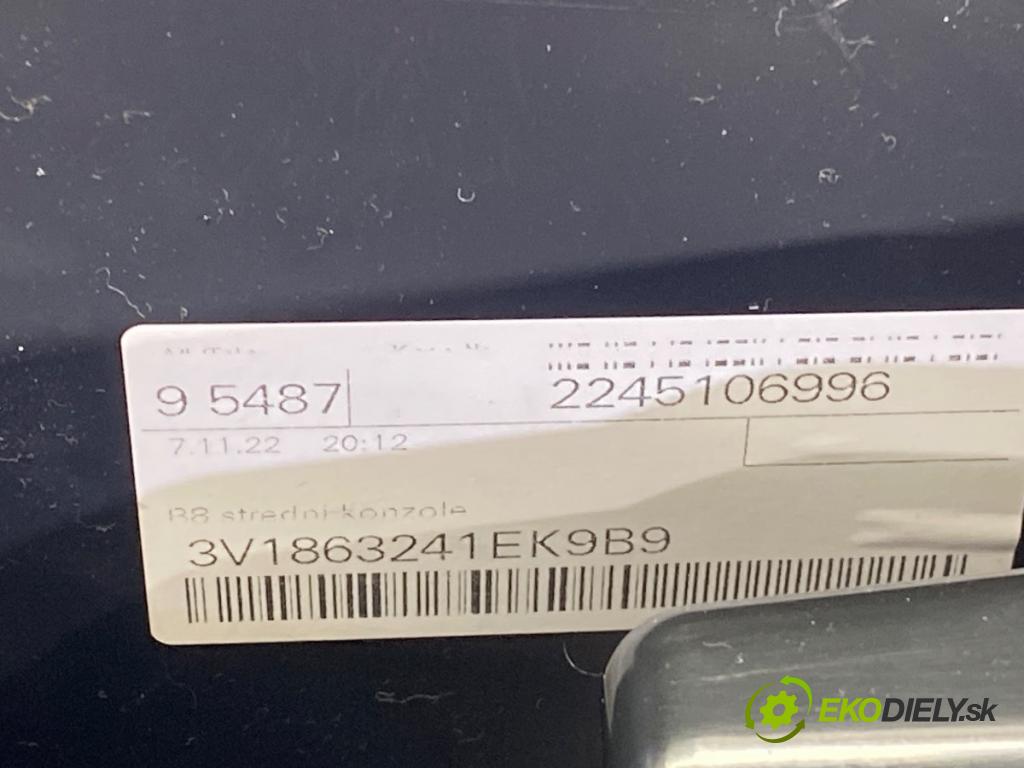 9 5487 2245106996
7.11.22 20:12
B8 stredni konzole
3V1863241EK9B9
EKODIELY.sk